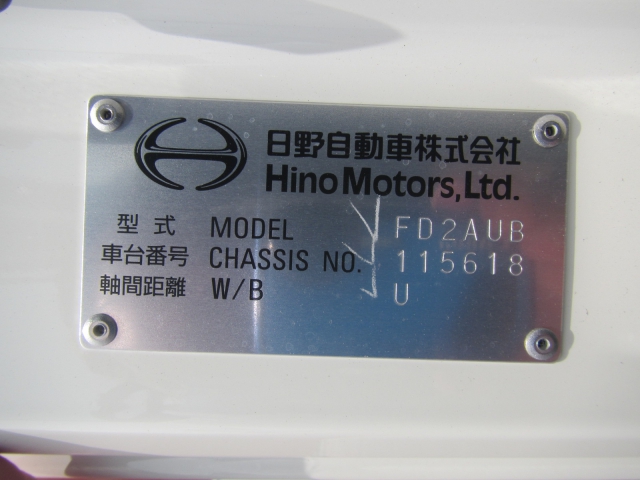 日野自動車株式会社
Hino Motors, Ltd.
型式 MODEL FD2AUB
車台番号 CHASSIS NO. 115618
軸間距離 W/B U